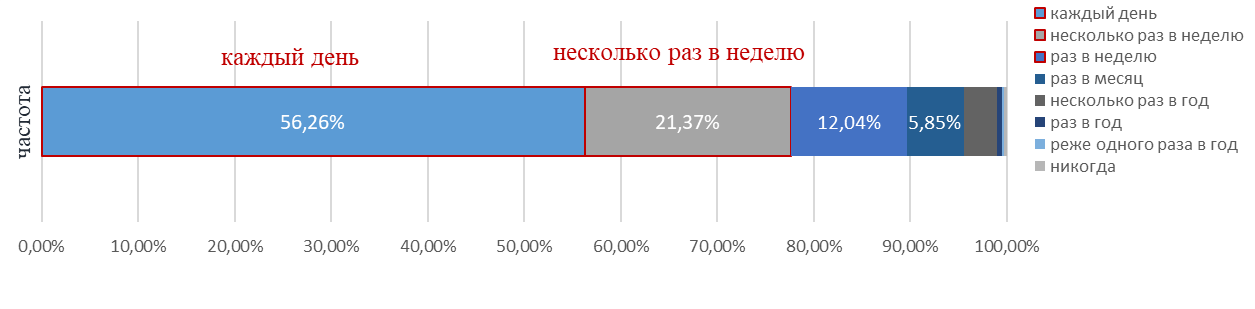 каждый день
несколько раз в неделю
частота
56,26%
21,37%
12,04%
5,85%
0,00%
10,00%
20,00%
30,00%
40,00%
50,00%
60,00%
70,00%
80,00%
90,00%
100,00%
каждый день
несколько раз в неделю
раз в неделю
раз в месяц
несколько раз в год
раз в год
реже одного раза в год
никогда